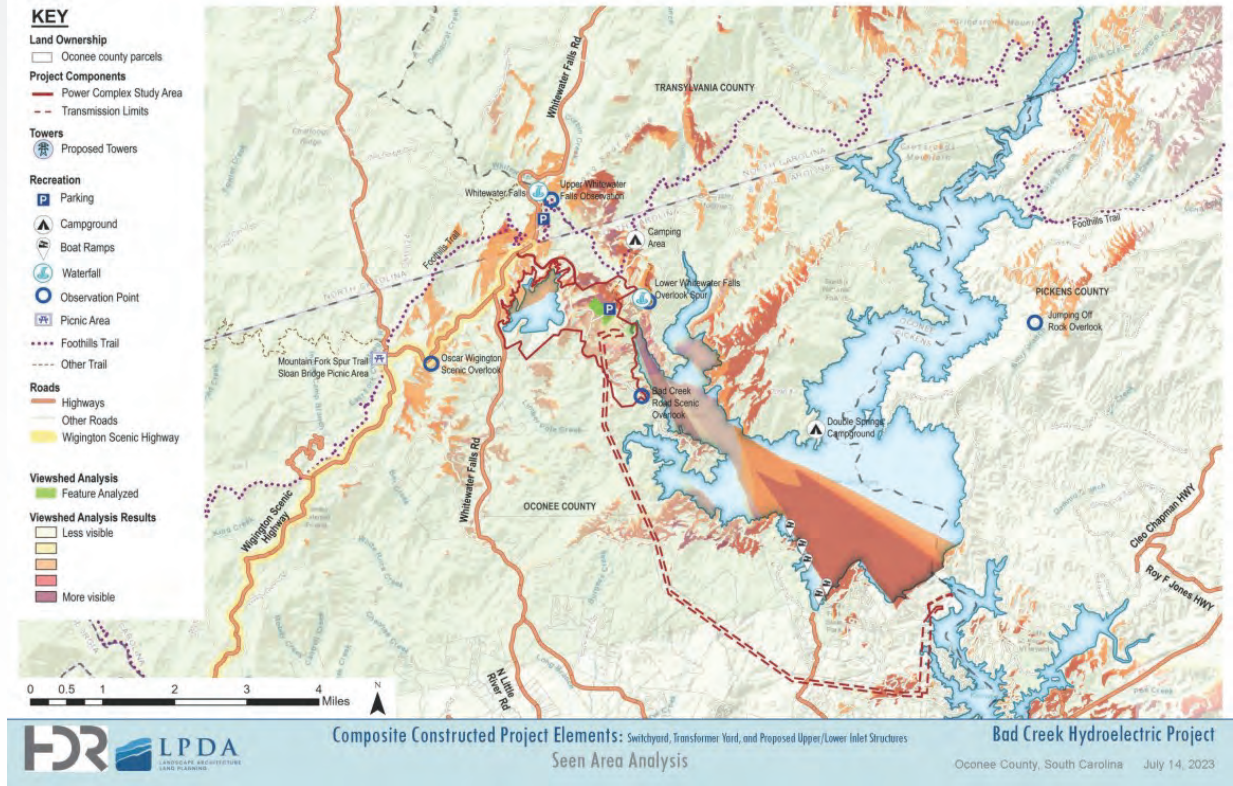 KEY
Land Ownership
Oconee county parcels
Project Components
Power Complex Study Area
Transmission Limits
Towers
Proposed Towers
Recreation
P
Parking
Campground
Boat Ramps
Waterfall
Observation Point
Picnic Area
Foothills Trail
Other Trail
Roads
Highways
Other Roads
Wigington Scenic Highway
Viewshed Analysis
Feature Analyzed
Viewshed Analysis Results
Less visible
More visible
Whitewater Falls Rd
TRANSYLVANIA COUNTY
NORTH CAROLINA
Whitewater Falls
Upper Whitewater
Falls Observation
P
Foothills Trail
Camping
Area
Foothills Trail
Lower Whitewater Falls
Overlook Spur
P
PICKENS COUNTY
Jumping Off
Rock Overlook
Mountain Fork Spur Trail
Sloan Bridge Picnic Area
Oscar Wigington
Scenic Overlook
Bad Creek
Road Scenic
Overlook
Double Springs
Campground
Whitewater Falls Rd
OCONEE COUNTY
Wigington Scenic
Highway
Cleo Chapman HWY
Roy F Jones HWY
N Little
River Rd
0 0.5 1 2 3 4
Miles
N
HDR
LPDA
LANDSCAPE ARCHITECTURE
LAND PLANNING
Composite Constructed Project Elements: Switchyard, Transformer Yard, and Proposed Upper/Lower Inlet Structures
Seen Area Analysis
Bad Creek Hydroelectric Project
Oconee County, South Carolina July 14, 2023